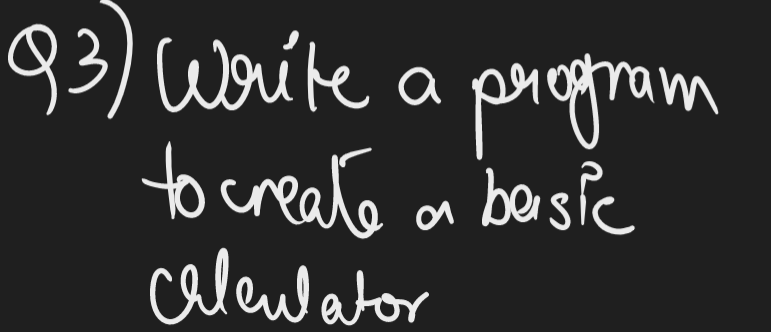 Q3) Write a program
to create a basic
calculator